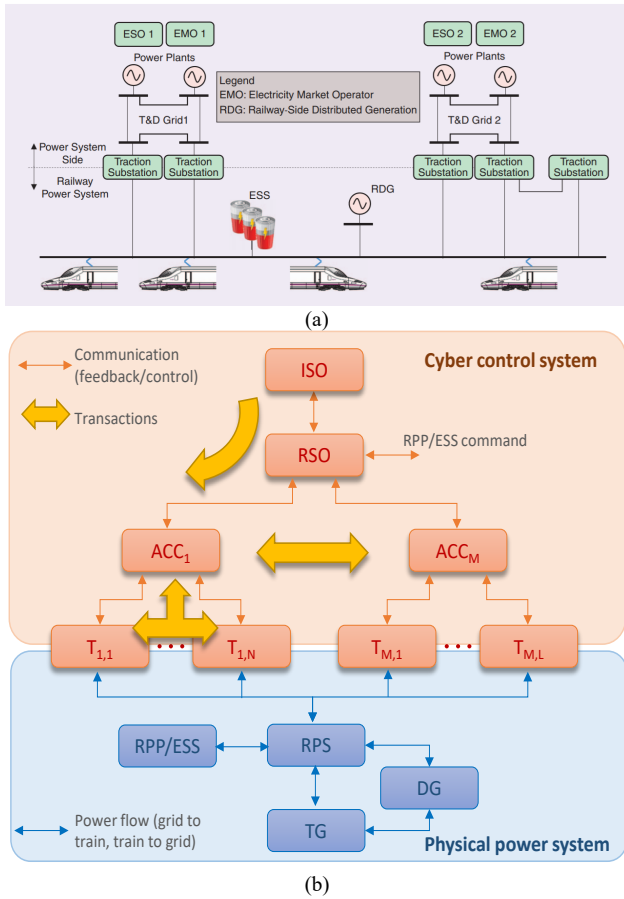 ESO 1 EMO 1
ESO 2 EMO 2
Power Plants
Power Plants
Legend
EMO: Electricity Market Operator
RDG: Railway-Side Distributed Generation
T&D Grid1
T&D Grid 2
Power System
Side
Railway
Power System
Traction
Substation
Traction
Substation
Traction
Substation
Traction
Substation
Traction
Substation
ESS
RDG
(a)
Communication
(feedback/control)
Cyber control system
ISO
Transactions
RSO
RPP/ESS
command
ACC1
ACCM
T1,1
T1,N
TM,1
TM,L
RPP/ESS
RPS
DG
TG
Power flow (grid to
train, train to grid)
Physical power system
(b)